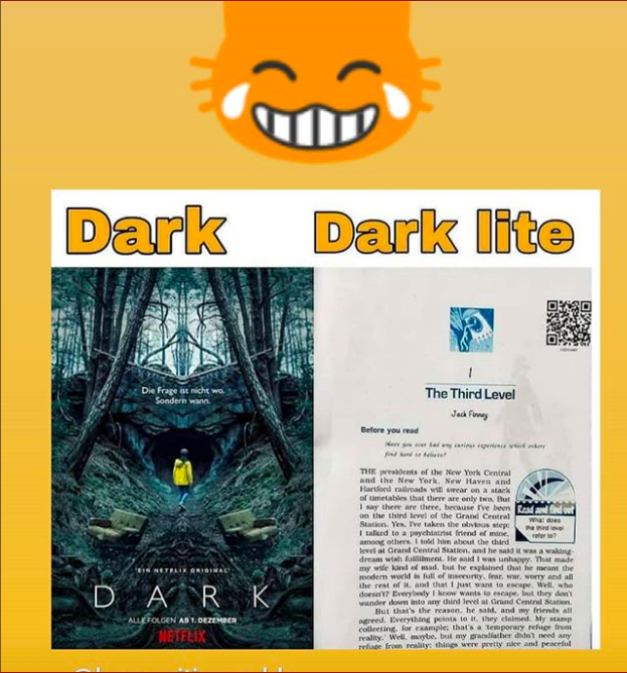 Dark
Dark lite
Die Frage ist nicht wo.
Sondern wann.
EIN NETFLIX ORIGINAL
DARK
ALLE FOLGEN AB 1. DEZEMBER
NETFLIX
1
The Third Level
Jack Finney
Before you read
Have you ever had any curious experience which others
find hard to believe?
THE presidents of the New York Central
and the New York, New Haven and
Hartford railroads will swear on a stack
of timetables that there are only two. But
I say there are three, because I've been
on the third level of the Grand Central
Station. Yes, I've taken the obvious step:
I talked to a psychiatrist friend of mine,
among others. I told him about the third
level at Grand Central Station, and he said it was a waking-
dream wish fulfillment. He said I was unhappy. That made
my wife kind of mad, but he explained that he meant the
modern world is full of insecurity, fear, war, worry and all
the rest of it, and that I just want to escape. Well, who
doesn't? Everybody I know wants to escape, but they don't
wander down into any third level at Grand Central Station.
But that's the reason, he said, and my friends all
agreed. Everything points to it, they claimed. My stamp
collecting, for example; that's a 'temporary refuge from
reality.' Well, maybe, but my grandfather didn't need any
refuge from reality; things were pretty nice and peaceful
Read and find out
What does
the third level
refer to?